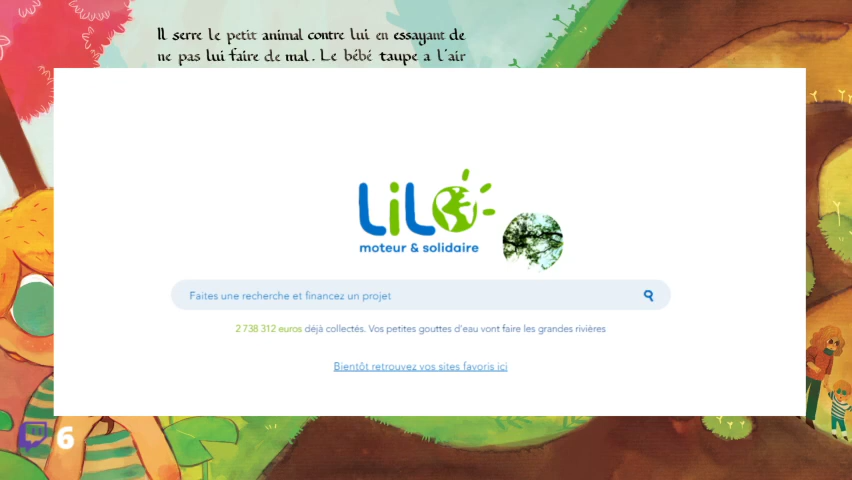 Il serre le petit animal contre lui en essayant de
ne pas lui faire de mal. Le bébé taupe a l'air
LiLO
moteur & solidaire
Faites une recherche et financez un projet
2 738 312 euros déjà collectés. Vos petites gouttes d'eau vont faire les grandes rivières
Bientôt retrouvez vos sites favoris ici
6